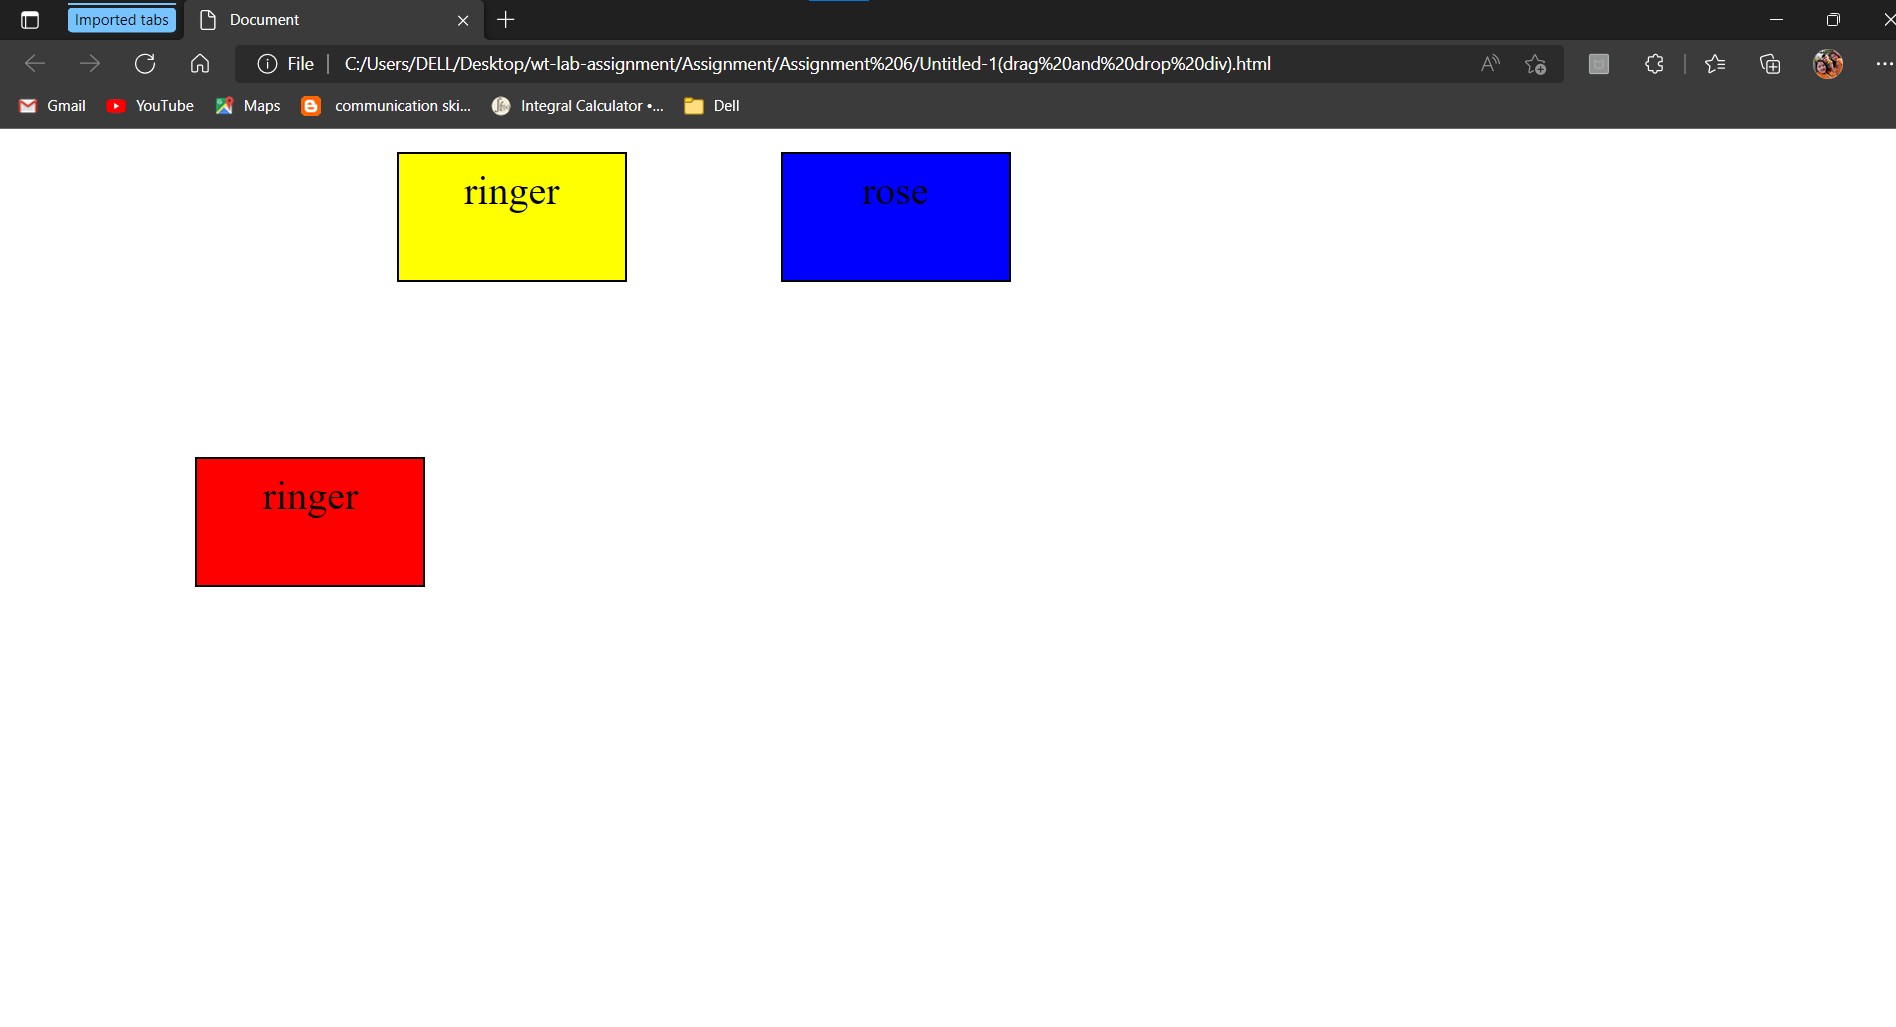 Imported tabs
Document
File
C:/Users/DELL/Desktop/wt-lab-assignment/Assignment/Assignment%206/Untitled-1(drag%20and%20drop%20div).html
Gmail
YouTube
Maps
communication ski...
Integral Calculator •...
Dell
ringer
rose
ringer